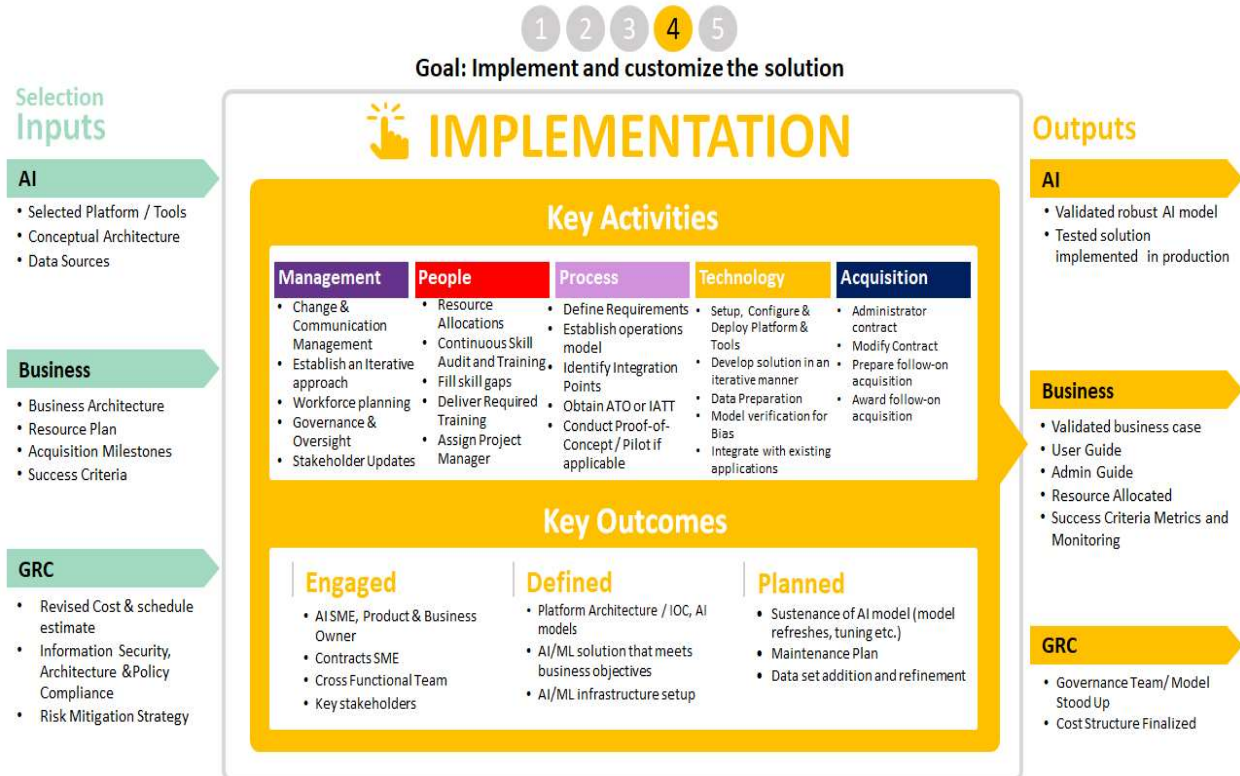 1 2 3 4 5
Goal: Implement and customize the solution
Selection
Inputs
AI
• Selected Platform / Tools
• Conceptual Architecture
• Data Sources
Business
• Business Architecture
• Resource Plan
• Acquisition Milestones
• Success Criteria
GRC
• Revised Cost & schedule
estimate
• Information Security,
Architecture &Policy
Compliance
• Risk Mitigation Strategy
IMPLEMENTATION
Key Activities
Management
• Change &
Communication
Management
• Establish an Iterative
approach
• Workforce planning
• Governance &
Oversight
• Stakeholder Updates
People
• Resource
Allocations
• Continuous Skill
Audit and Training
• Fill skill gaps
• Deliver Required
Training
• Assign Project
Manager
Process
• Define Requirements
• Establish operations
model
• Identify Integration
Points
• Obtain ATO or IATT
• Conduct Proof-of-
Concept / Pilot if
applicable
Technology
• Setup, Configure &
Deploy Platform &
Tools
• Develop solution in an
iterative manner
• Data Preparation
• Model verification for
Bias
• Integrate with existing
applications
Acquisition
• Administrator
contract
• Modify Contract
• Prepare follow-on
acquisition
• Award follow-on
acquisition
Key Outcomes
Engaged
• AI SME, Product & Business
Owner
• Contracts SME
• Cross Functional Team
• Key stakeholders
Defined
• Platform Architecture / IOC, AI
models
• AI/ML solution that meets
business objectives
• AI/ML infrastructure setup
Planned
• Sustenance of AI model (model
refreshes, tuning etc.)
• Maintenance Plan
• Data set addition and refinement
Outputs
AI
• Validated robust AI model
• Tested solution
implemented in production
Business
• Validated business case
• User Guide
• Admin Guide
• Resource Allocated
• Success Criteria Metrics and
Monitoring
GRC
• Governance Team/ Model
Stood Up
• Cost Structure Finalized